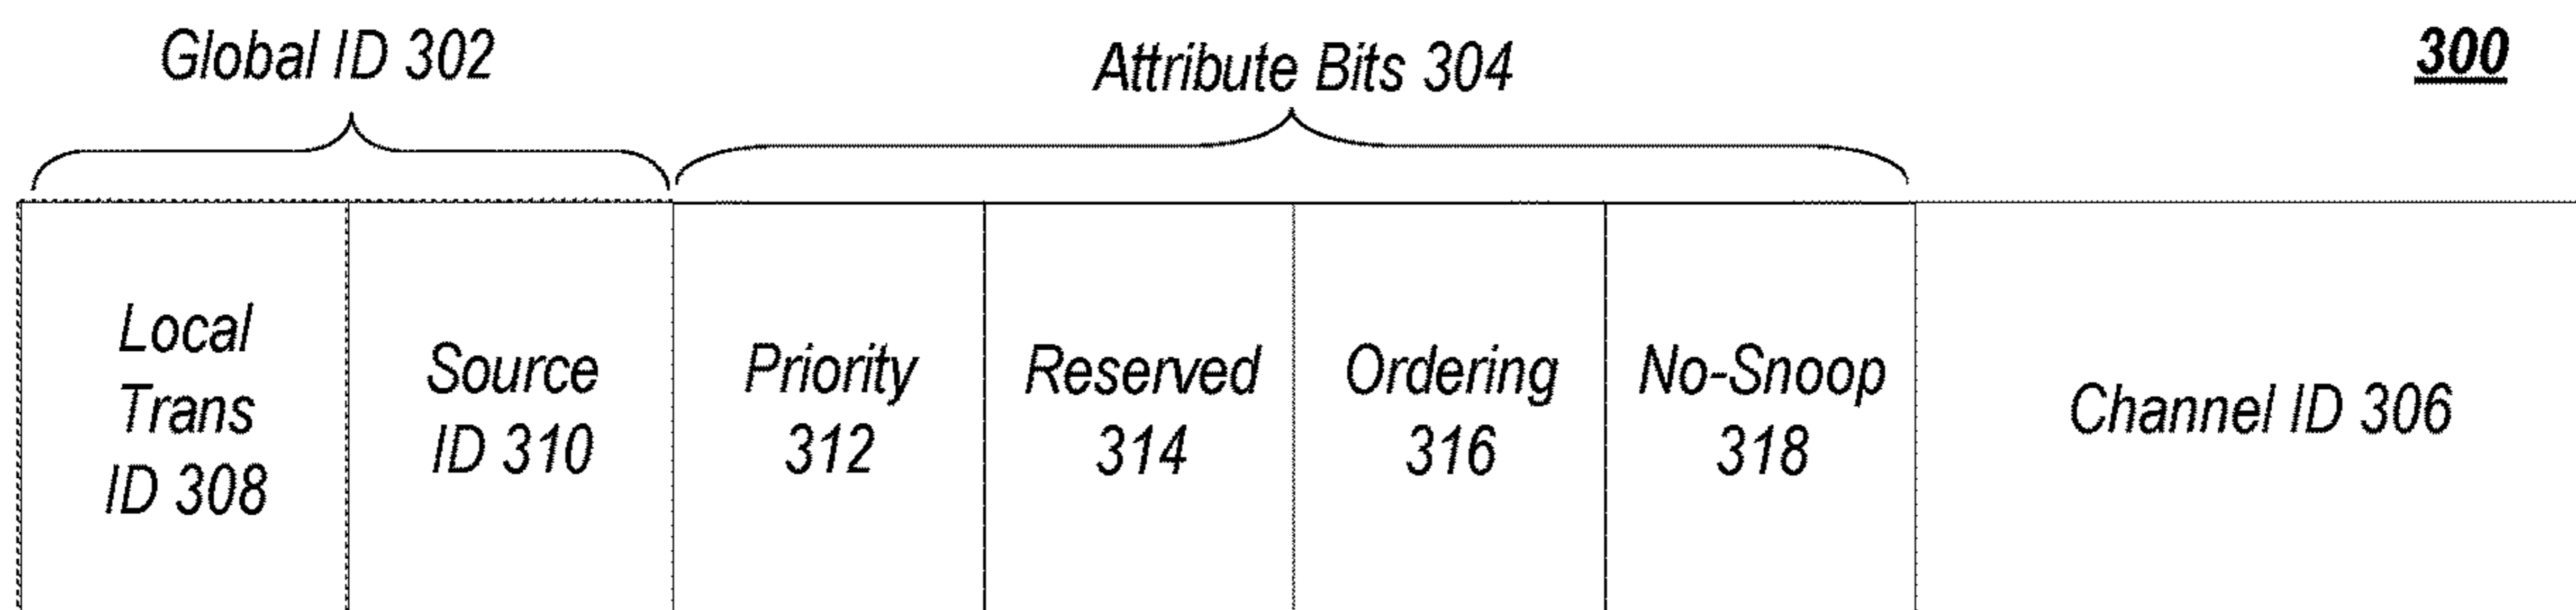 Global ID 302
Attribute Bits 304
300
Local
Trans
ID 308
Source
ID 310
Priority
312
Reserved
314
Ordering
316
No-Snoop
318
Channel ID 306